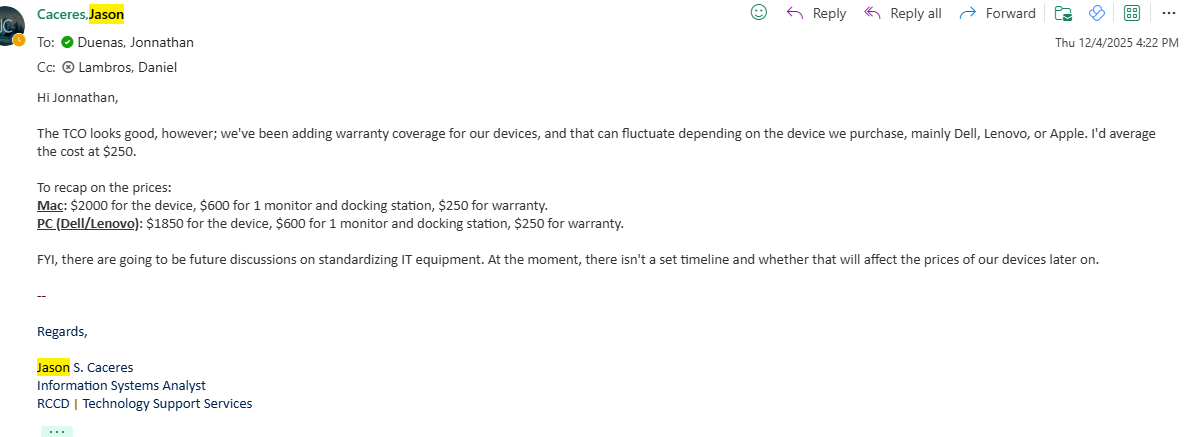 Caceres,Jason
Reply
Reply all
Forward
To: Duenas, Jonnathan
Thu 12/4/2025 4:22 PM
Cc: Lambros, Daniel
Hi Jonnathan,
The TCO looks good, however; we've been adding warranty coverage for our devices, and that can fluctuate depending on the device we purchase, mainly Dell, Lenovo, or Apple. I'd average
the cost at $250.
To recap on the prices:
Mac: $2000 for the device, $600 for 1 monitor and docking station, $250 for warranty.
PC (Dell/Lenovo): $1850 for the device, $600 for 1 monitor and docking station, $250 for warranty.
FYI, there are going to be future discussions on standardizing IT equipment. At the moment, there isn't a set timeline and whether that will affect the prices of our devices later on.
--
Regards,
Jason S. Caceres
Information Systems Analyst
RCCD | Technology Support Services